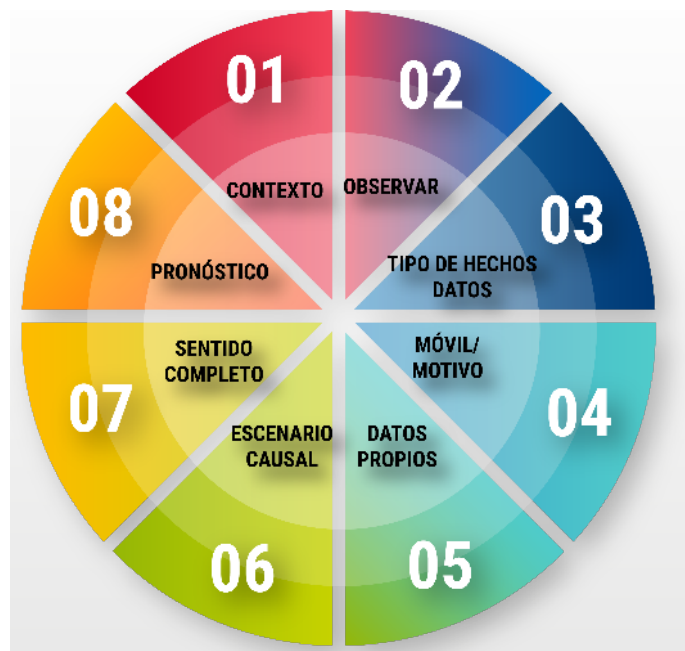 01
CONTEXTO
02
OBSERVAR
03
TIPO DE HECHOS
DATOS
04
MÓVIL/
MOTIVO
05
DATOS
PROPIOS
06
ESCENARIO
CAUSAL
07
SENTIDO
COMPLETO
08
PRONÓSTICO